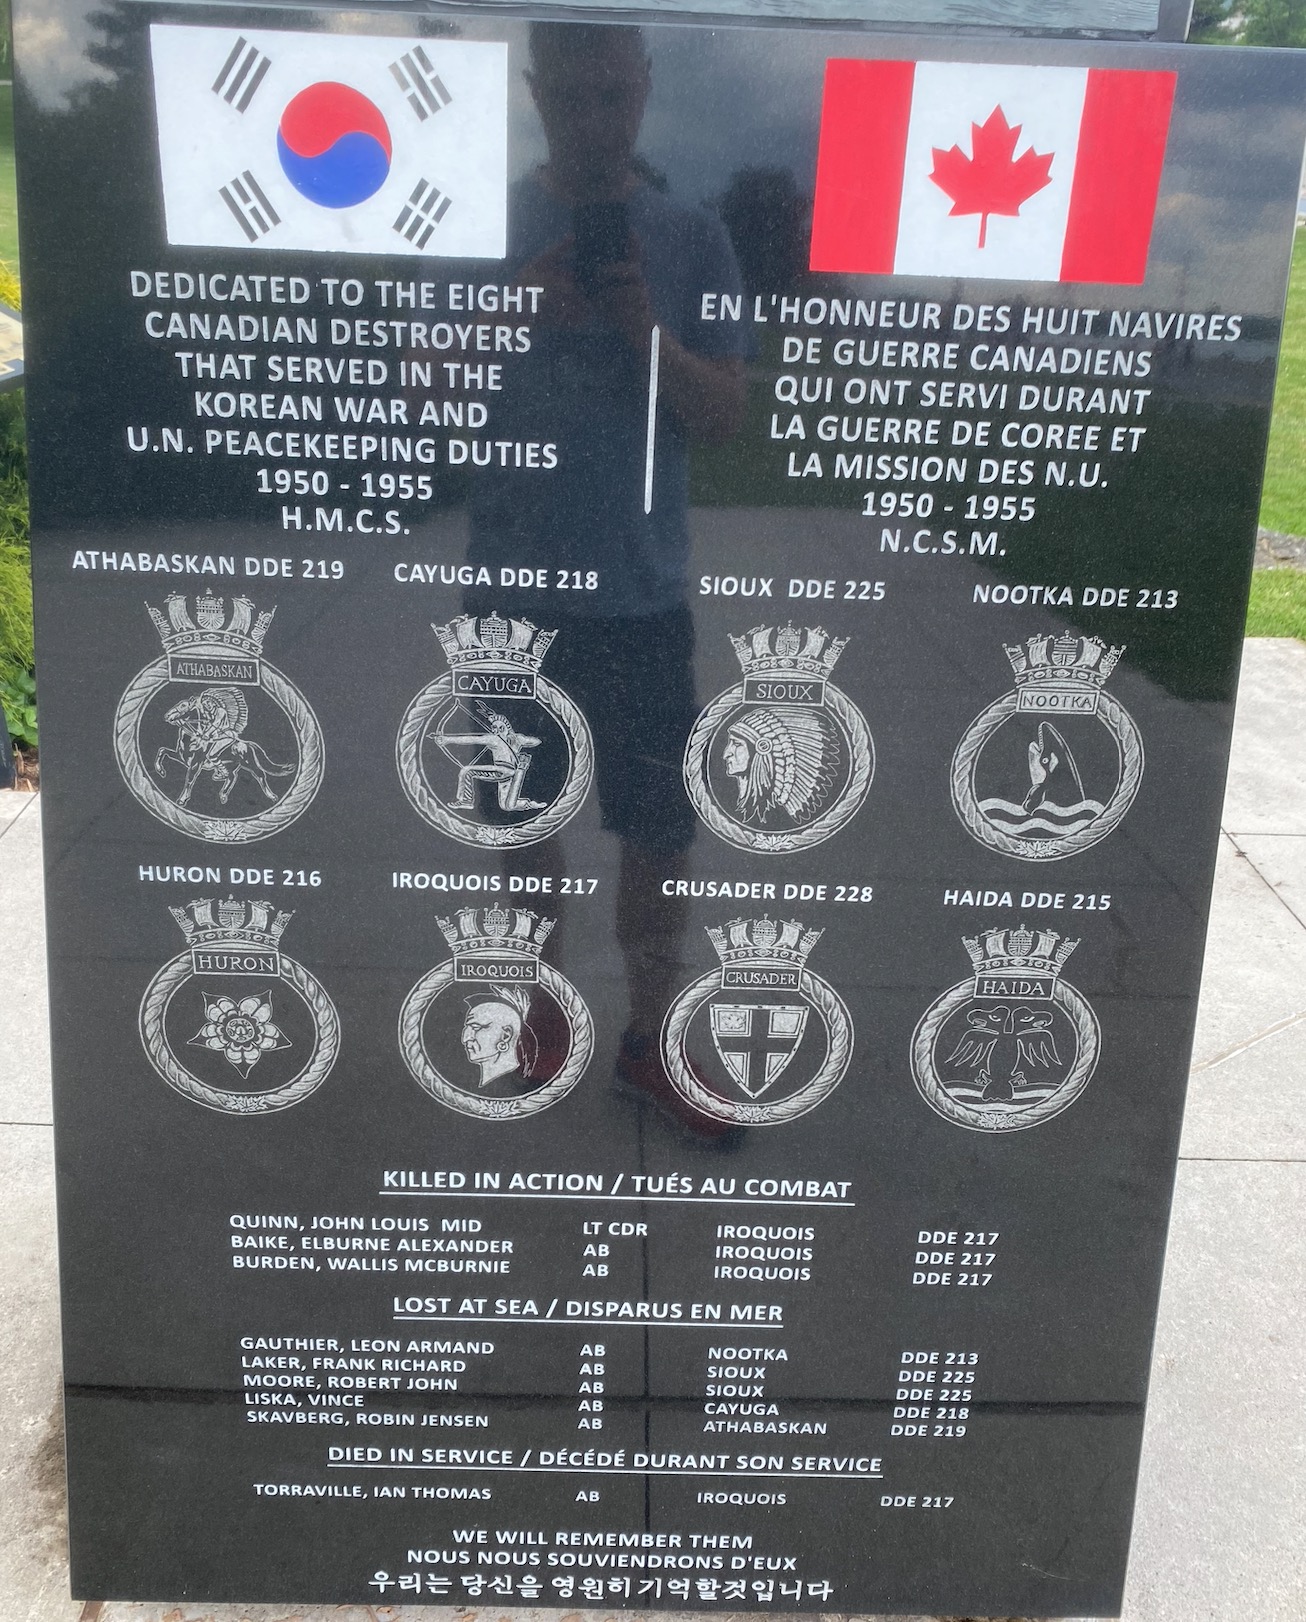 DEDICATED TO THE EIGHT
CANADIAN DESTROYERS
THAT SERVED IN THE
KOREAN WAR AND
U.N. PEACEKEEPING DUTIES
1950 - 1955
H.M.C.S.
EN L'HONNEUR DES HUIT NAVIRES
DE GUERRE CANADIENS
QUI ONT SERVI DURANT
LA GUERRE DE COREE ET
LA MISSION DES N.U.
1950 - 1955
N.C.S.M.
ATHABASKAN DDE 219
CAYUGA DDE 218
SIOUX DDE 225
NOOTKA DDE 213
ATHABASKAN
CAYUGA
SIOUX
NOOTKA
HURON DDE 216
IROQUOIS DDE 217
CRUSADER DDE 228
HAIDA DDE 215
HURON
IROQUOIS
CRUSADER
HAIDA
KILLED IN ACTION / TUÉS AU COMBAT
QUINN, JOHN LOUIS MID LT CDR IROQUOIS DDE 217
BAIKE, ELBURNE ALEXANDER AB IROQUOIS DDE 217
BURDEN, WALLIS MCBURNIE AB IROQUOIS DDE 217
LOST AT SEA / DISPARUS EN MER
GAUTHIER, LEON ARMAND AB NOOTKA DDE 213
LAKER, FRANK RICHARD AB SIOUX DDE 225
MOORE, ROBERT JOHN AB SIOUX DDE 225
LISKA, VINCE AB CAYUGA DDE 218
SKAVBERG, ROBIN JENSEN AB ATHABASKAN DDE 219
DIED IN SERVICE / DÉCÉDÉ DURANT SON SERVICE
TORRAVILLE, IAN THOMAS AB IROQUOIS DDE 217
WE WILL REMEMBER THEM
NOUS NOUS SOUVIENDRONS D'EUX
우리는 당신을 영원히 기억할것입니다